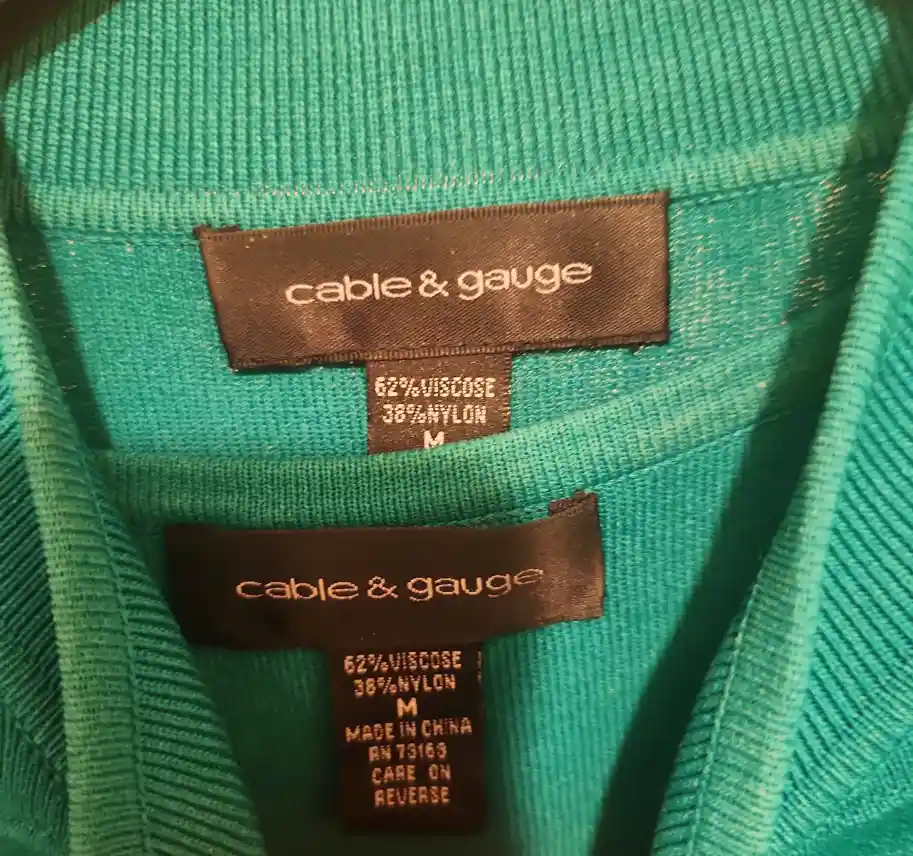 cable & gauge
62%VISCOSE
38%NYLON
M
cable & gauge
62%VISCOSE
38%NYLON
M
MADE IN CHINA
RN 73169
CARE ON
REVERSE